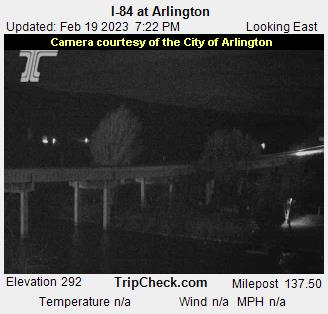 I-84 at Arlington
Updated: Feb 19 2023 7:22 PM Looking East
Camera courtesy of the City of Arlington
Elevation 292 TripCheck.com Milepost 137.50
Temperature n/a Wind n/a MPH n/a